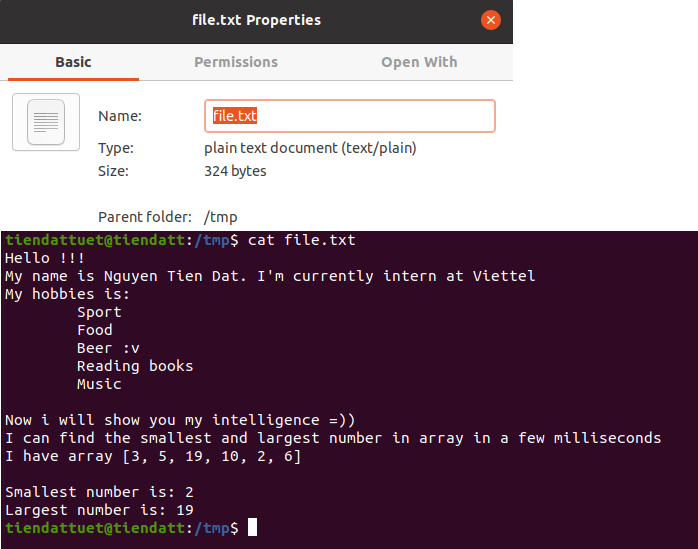 file.txt Properties
Basic Permissions Open With
Name: file.txt
Type: plain text document (text/plain)
Size: 324 bytes
Parent folder: /tmp
tiendattuet@tiendatt:/tmp$ cat file.txt
Hello !!!
My name is Nguyen Tien Dat. I'm currently intern at Viettel
My hobbies is:
        Sport
        Food
        Beer :v
        Reading books
        Music
Now i will show you my intelligence =))
I can find the smallest and largest number in array in a few milliseconds
I have array [3, 5, 19, 10, 2, 6]
Smallest number is: 2
Largest number is: 19
tiendattuet@tiendatt:/tmp$